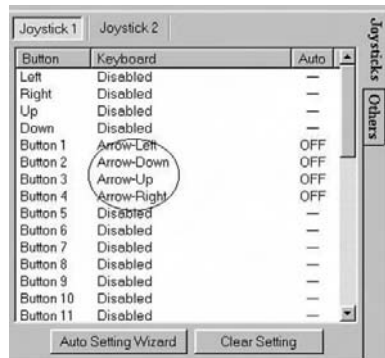 Joystick 1 Joystick 2
Button Keyboard Auto
Left Disabled —
Right Disabled —
Up Disabled —
Down Disabled —
Button 1 Arrow-Left OFF
Button 2 Arrow-Down OFF
Button 3 Arrow-Up OFF
Button 4 Arrow-Right OFF
Button 5 Disabled —
Button 6 Disabled —
Button 7 Disabled —
Button 8 Disabled —
Button 9 Disabled —
Button 10 Disabled —
Button 11 Disabled —
Auto Setting Wizard Clear Setting
Joysticks
Others